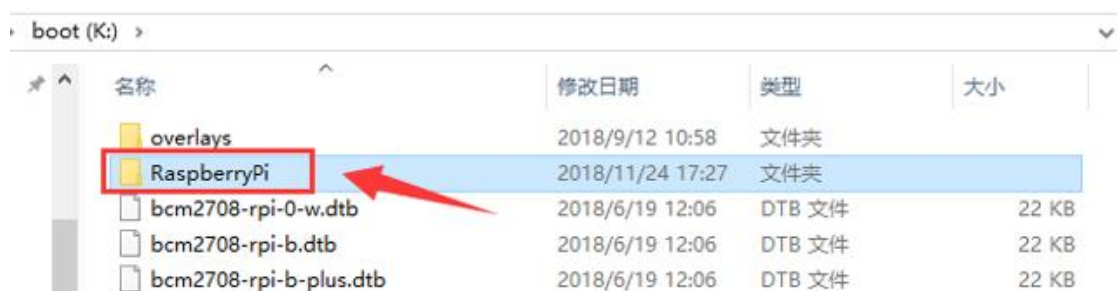 boot (K:)
名称 修改日期 类型 大小
overlays 2018/9/12 10:58 文件夹
RaspberryPi 2018/11/24 17:27 文件夹
bcm2708-rpi-0-w.dtb 2018/6/19 12:06 DTB 文件 22 KB
bcm2708-rpi-b.dtb 2018/6/19 12:06 DTB 文件 22 KB
bcm2708-rpi-b-plus.dtb 2018/6/19 12:06 DTB 文件 22 KB